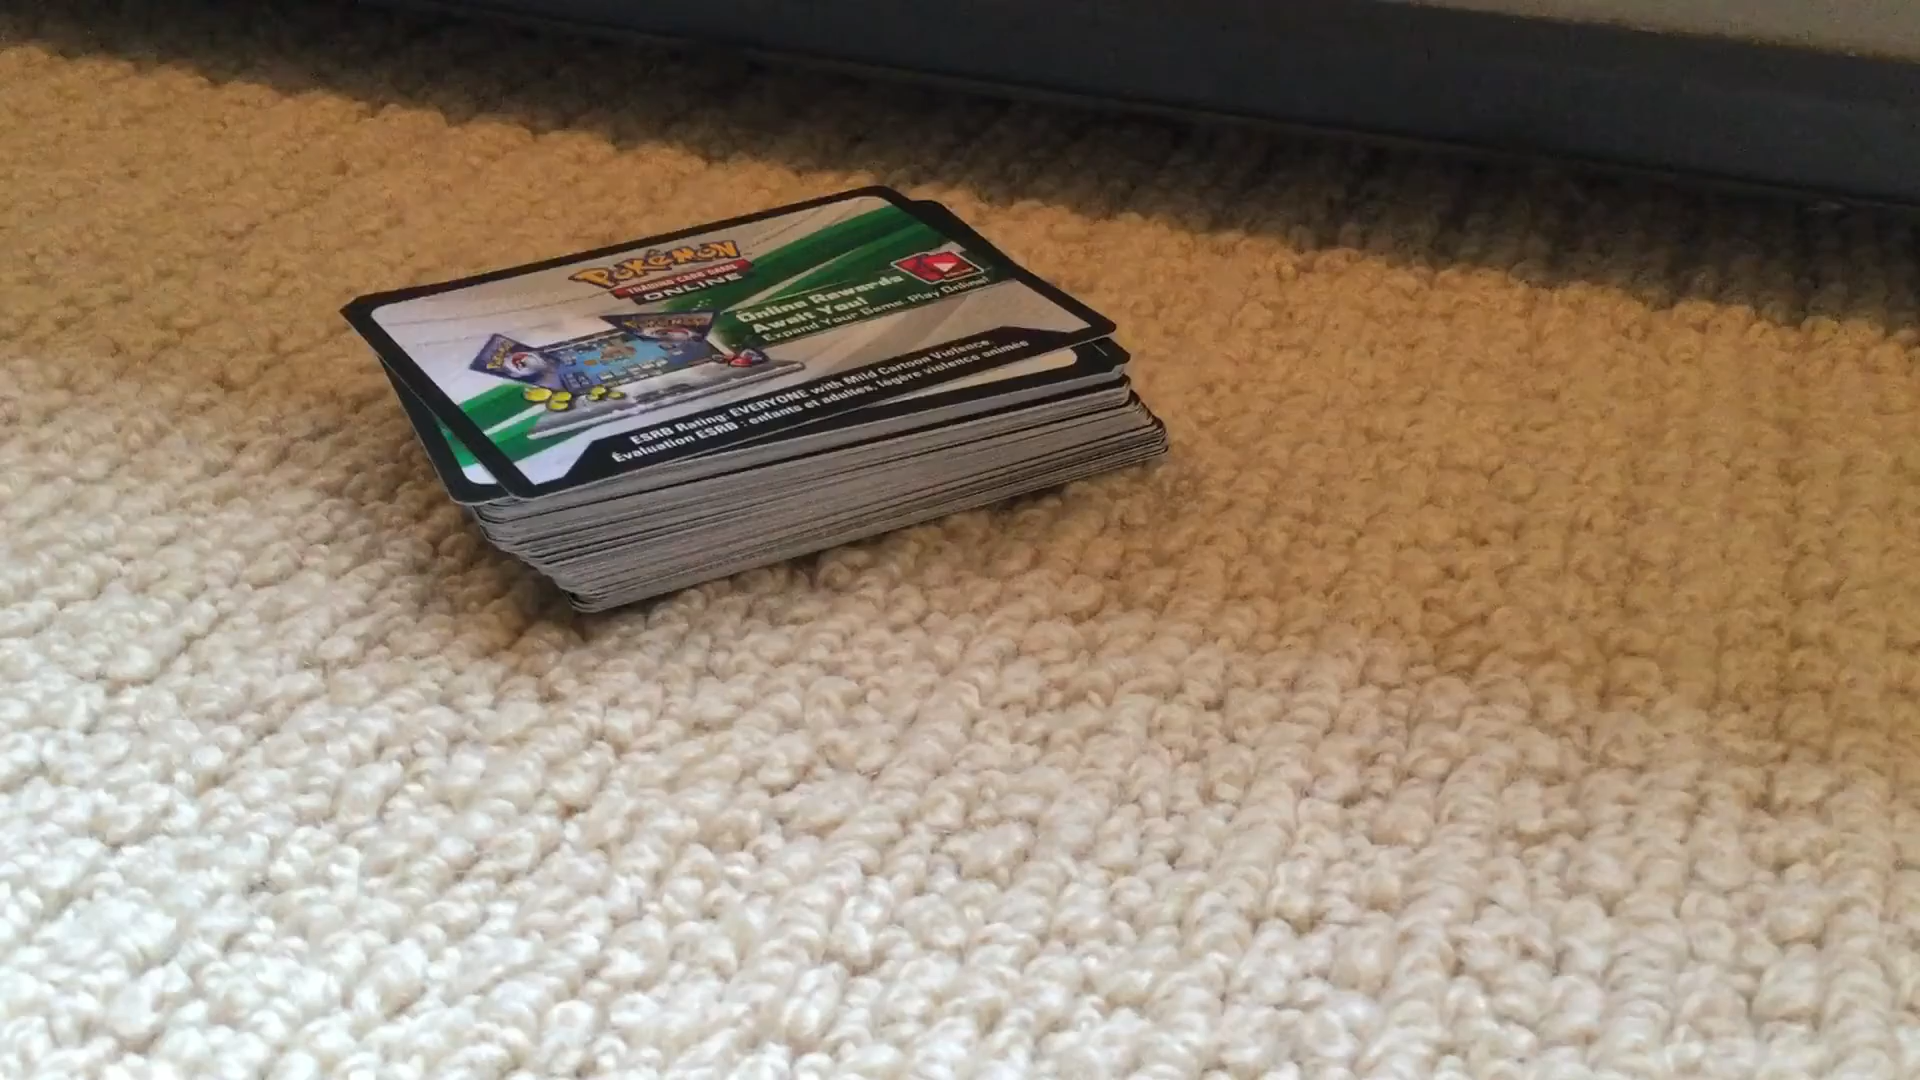 Pokémon
TRADING CARD GAME
ONLINE
Online Rewards
Await You!
Expand Your Game. Play Online!
ESRB Rating: EVERYONE with Mild Cartoon Violence.
Évaluation ESRB : enfants et adultes, légère violence animée